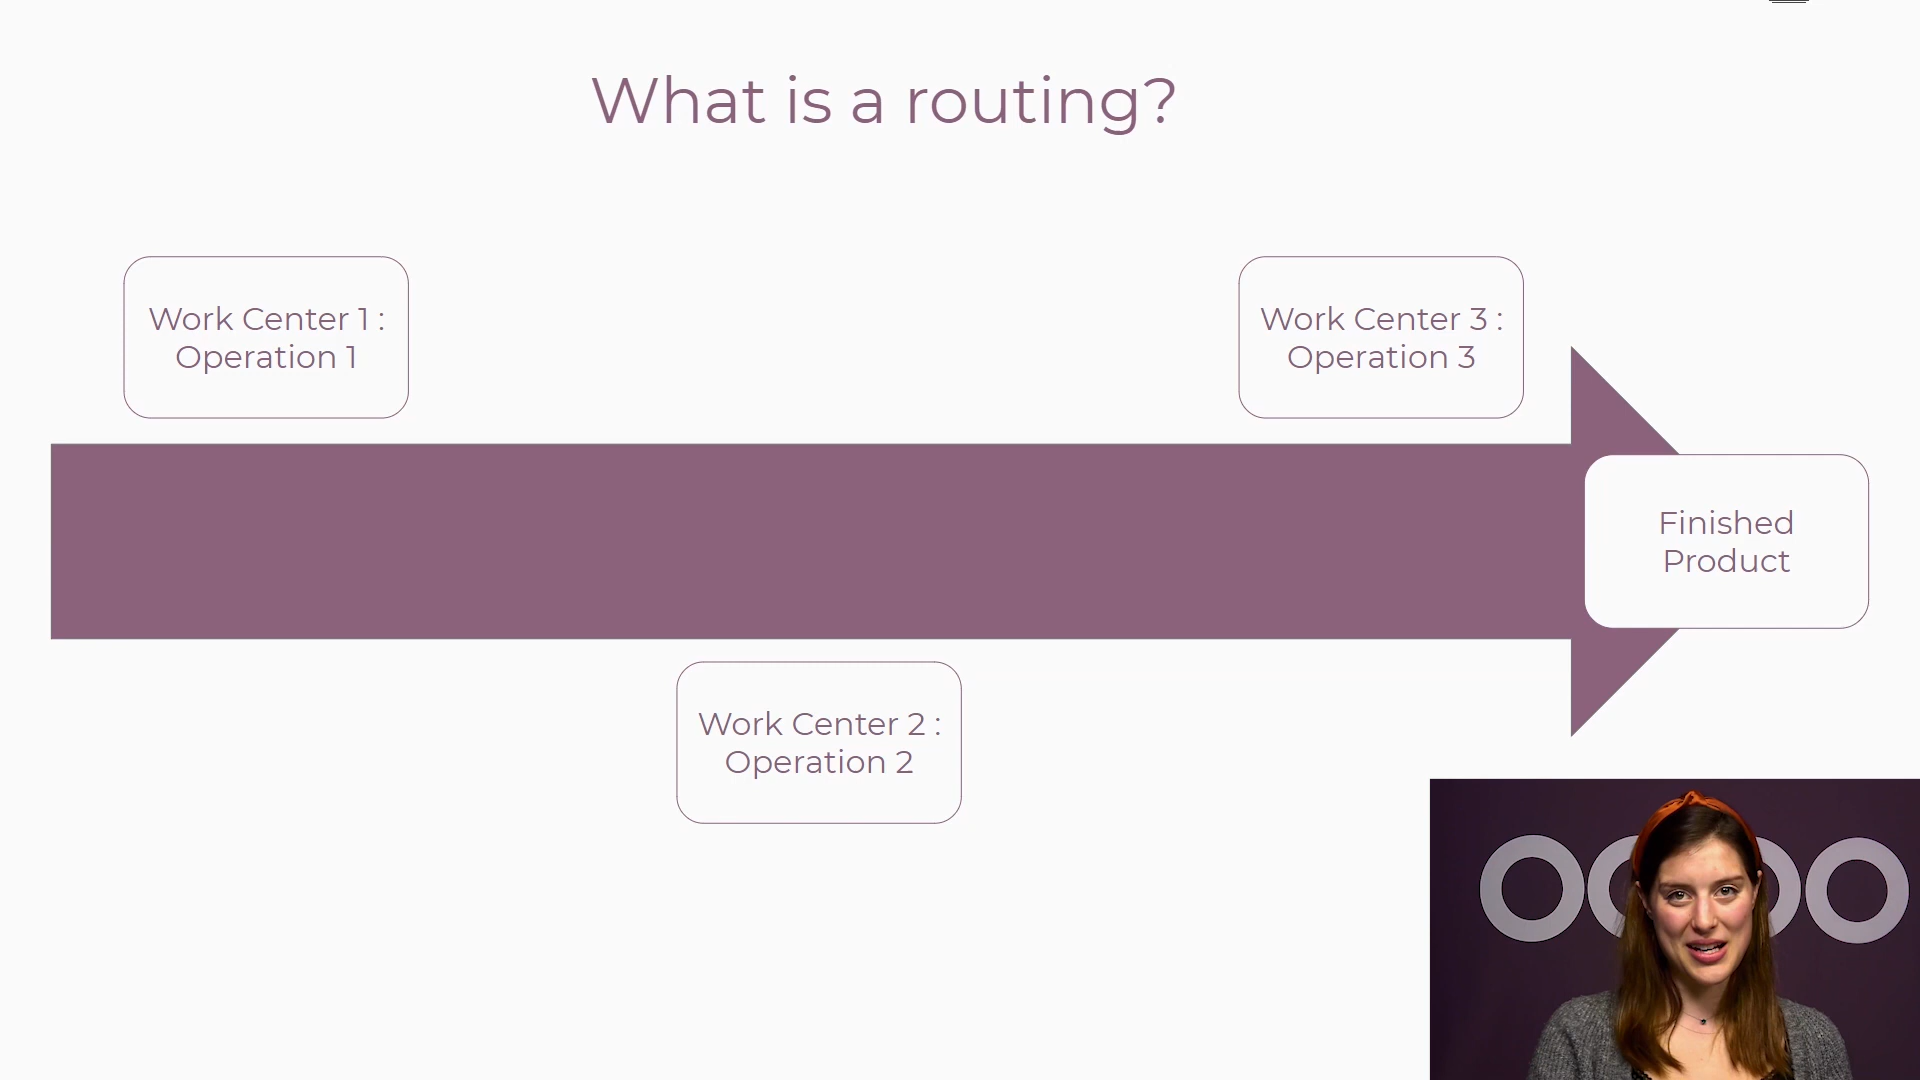 What is a routing?
Work Center 1 :
Operation 1
Work Center 3 :
Operation 3
Finished
Product
Work Center 2 :
Operation 2